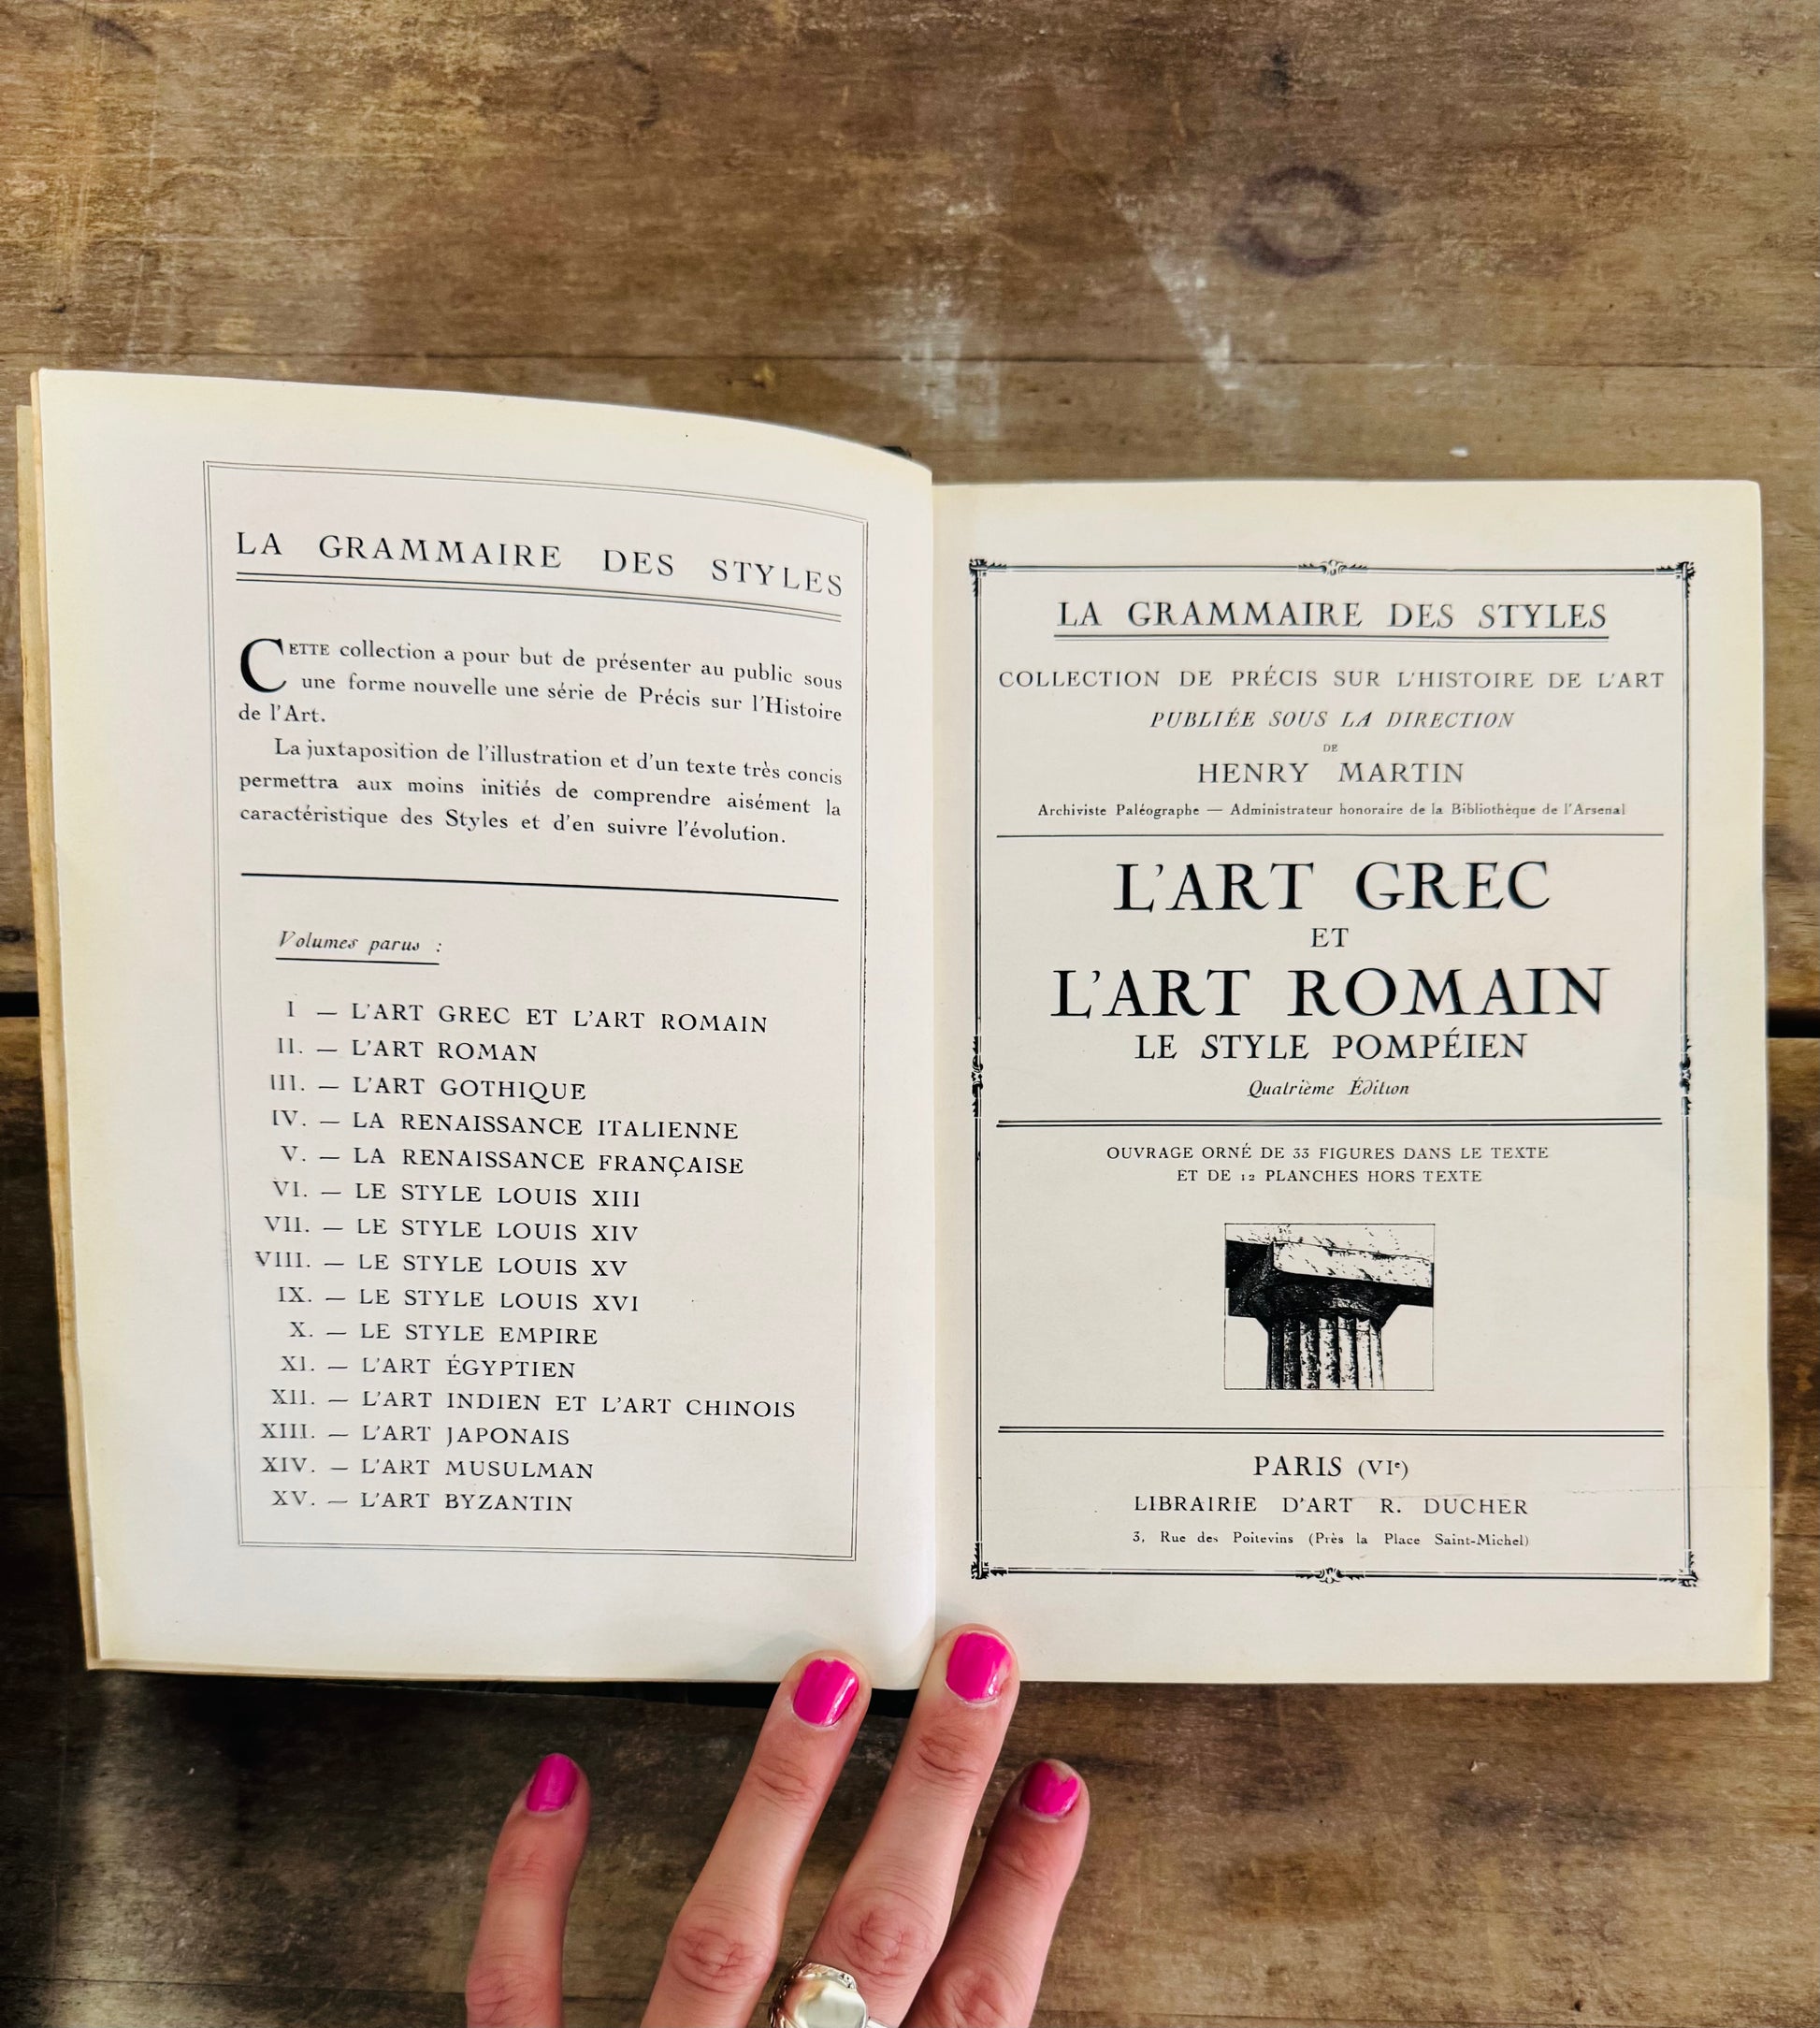 LA GRAMMAIRE DES STYLES
CETTE collection a pour but de présenter au public sous
une forme nouvelle une série de Précis sur l'Histoire
de l'Art.
La juxtaposition de l'illustration et d'un texte très concis
permettra aux moins initiés de comprendre aisément la
caractéristique des Styles et d'en suivre l'évolution.
Volumes parus :
I — L'ART GREC ET L'ART ROMAIN
II. — L'ART ROMAN
III. — L'ART GOTHIQUE
IV. — LA RENAISSANCE ITALIENNE
V. — LA RENAISSANCE FRANÇAISE
VI. — LE STYLE LOUIS XIII
VII. — LE STYLE LOUIS XIV
VIII. — LE STYLE LOUIS XV
IX. — LE STYLE LOUIS XVI
X. — LE STYLE EMPIRE
XI. — L'ART ÉGYPTIEN
XII. — L'ART INDIEN ET L'ART CHINOIS
XIII. — L'ART JAPONAIS
XIV. — L'ART MUSULMAN
XV. — L'ART BYZANTIN
LA GRAMMAIRE DES STYLES
COLLECTION DE PRÉCIS SUR L'HISTOIRE DE L'ART
PUBLIÉE SOUS LA DIRECTION
DE
HENRY MARTIN
Archiviste Paléographe — Administrateur honoraire de la Bibliothèque de l'Arsenal
L'ART GREC
ET
L'ART ROMAIN
LE STYLE POMPÉIEN
Quatrième Édition
OUVRAGE ORNÉ DE 33 FIGURES DANS LE TEXTE
ET DE 12 PLANCHES HORS TEXTE
PARIS (VIe)
LIBRAIRIE D'ART R. DUCHER
3, Rue des Poitevins (Près la Place Saint-Michel)